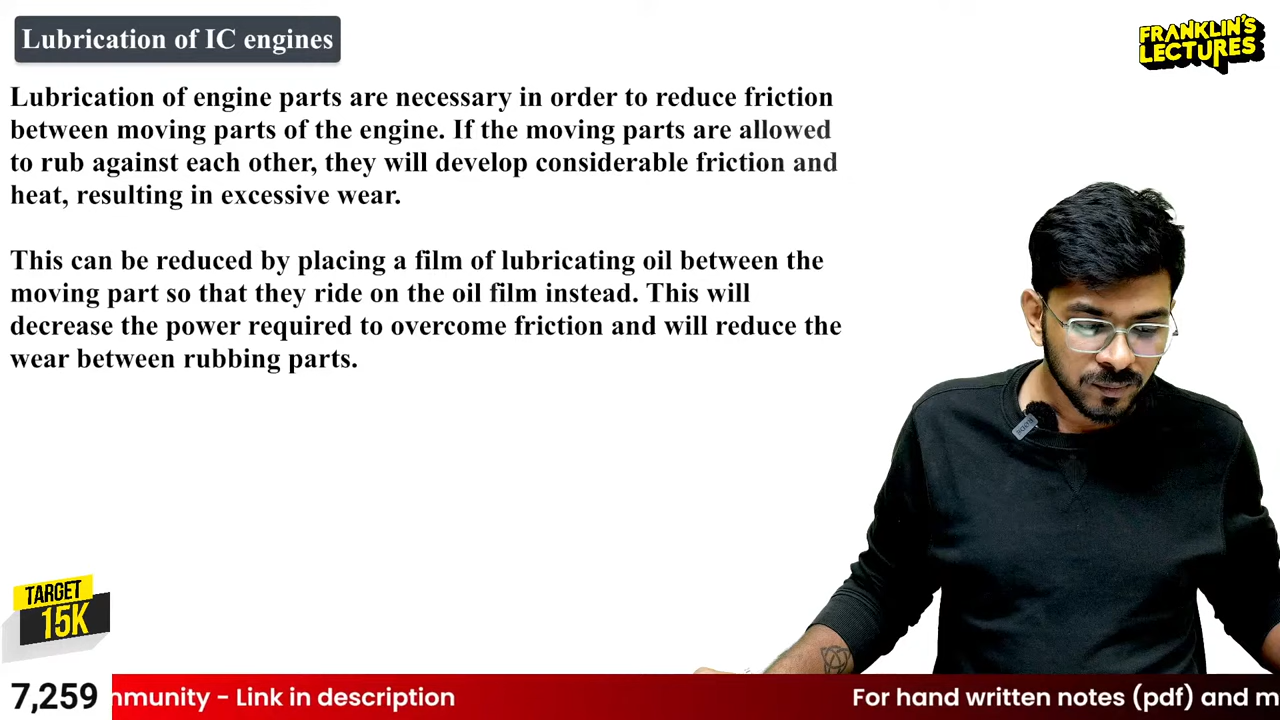 Lubrication of IC engines
FRANKLIN'S
LECTURES
Lubrication of engine parts are necessary in order to reduce friction
between moving parts of the engine. If the moving parts are allowed
to rub against each other, they will develop considerable friction and
heat, resulting in excessive wear.
This can be reduced by placing a film of lubricating oil between the
moving part so that they ride on the oil film instead. This will
decrease the power required to overcome friction and will reduce the
wear between rubbing parts.
TARGET
15K
7,259
mmunity - Link in description
For hand written notes (pdf) and m